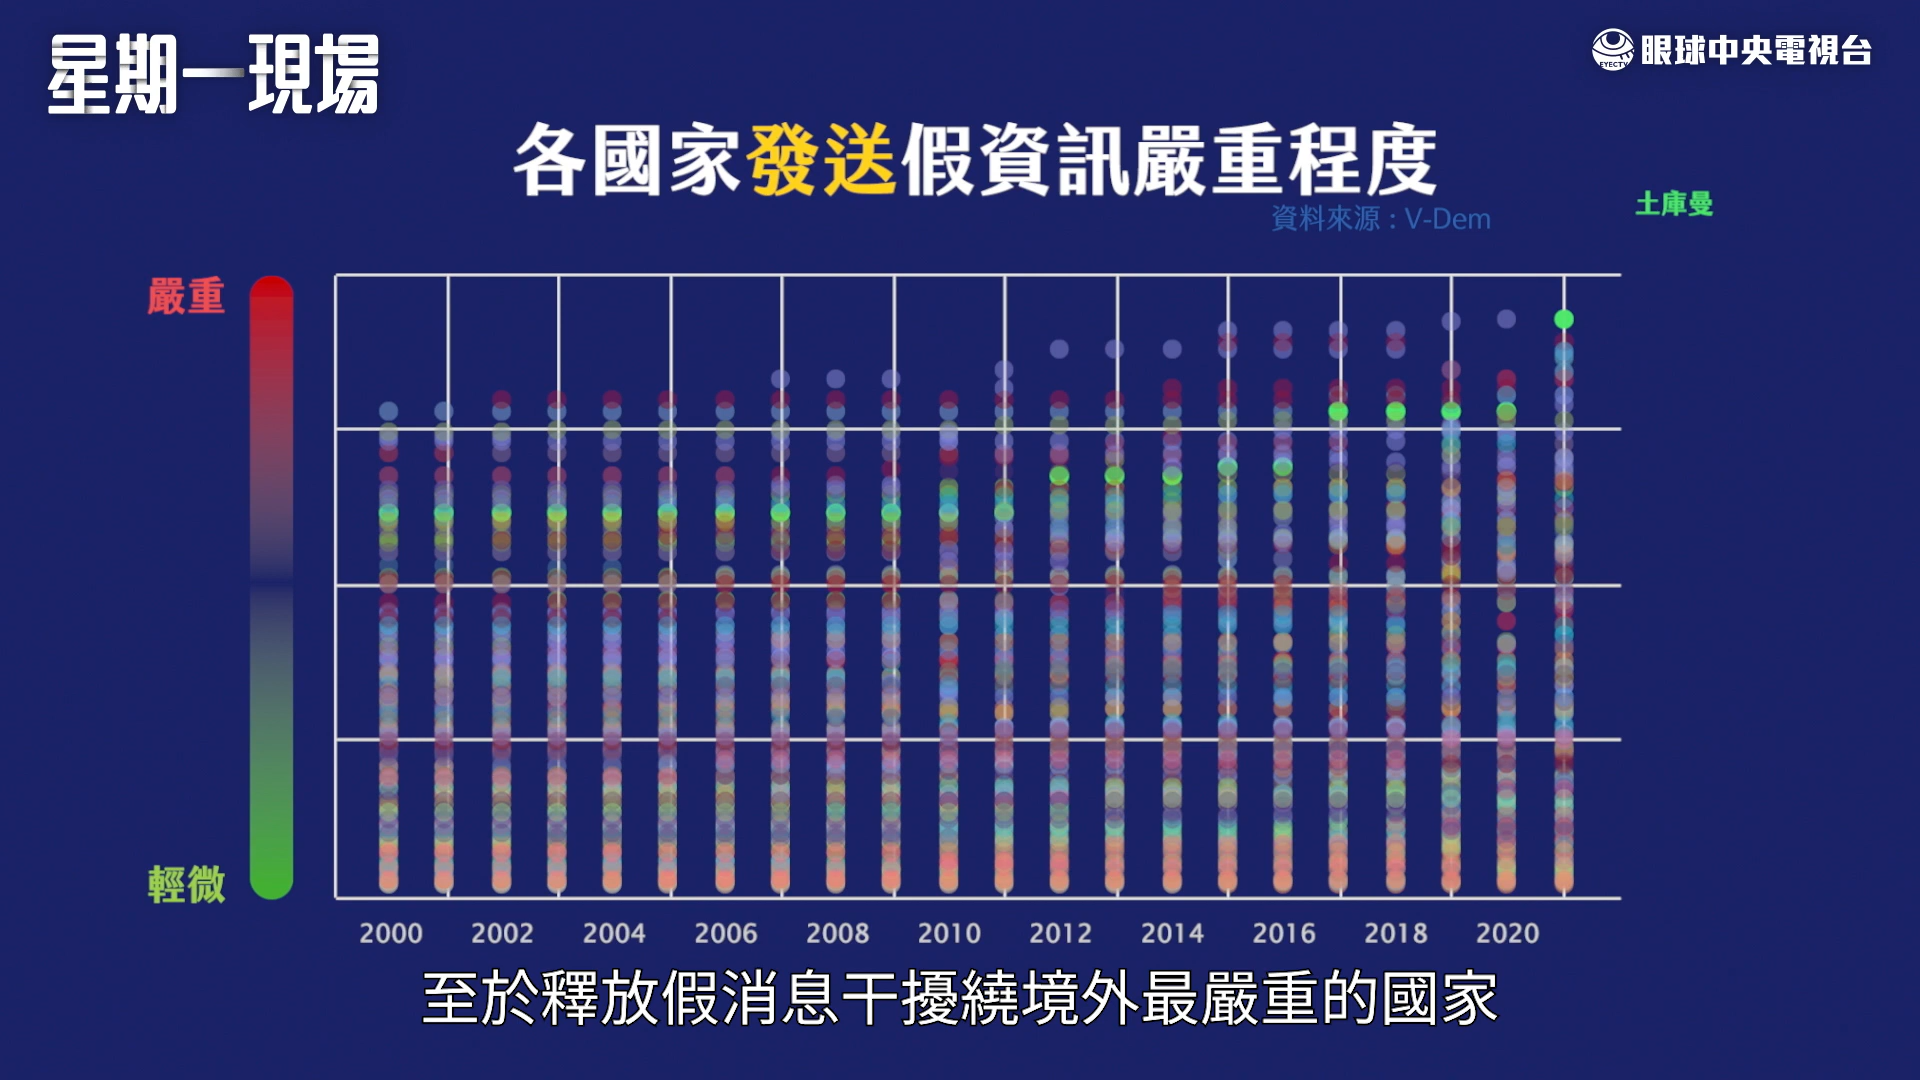 星期一現場
EYECTV 眼球中央電視台
各國家發送假資訊嚴重程度
資料來源：V-Dem
土庫曼
嚴重
輕微
2000 2002 2004 2006 2008 2010 2012 2014 2016 2018 2020
至於釋放假消息干擾繞境外最嚴重的國家